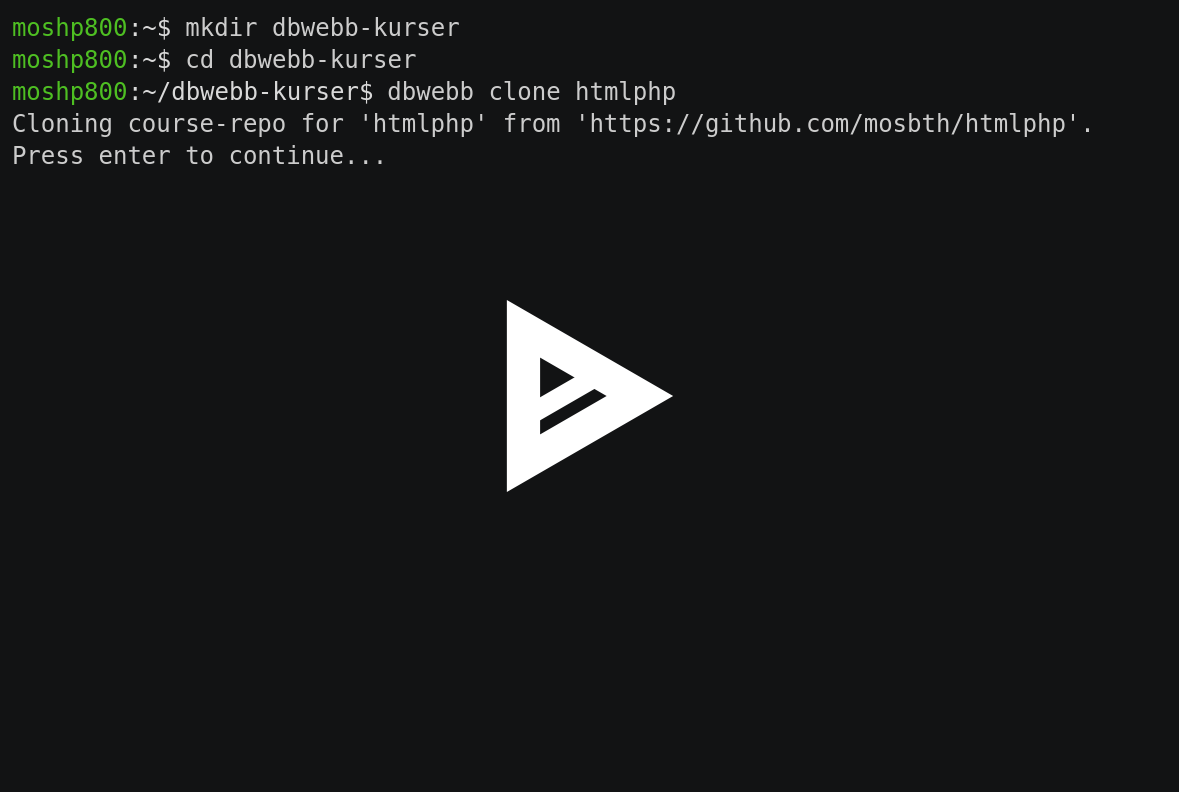 moshp800:~$ mkdir dbwebb-kurser
moshp800:~$ cd dbwebb-kurser
moshp800:~/dbwebb-kurser$ dbwebb clone htmlphp
Cloning course-repo for 'htmlphp' from 'https://github.com/mosbth/htmlphp'.
Press enter to continue...